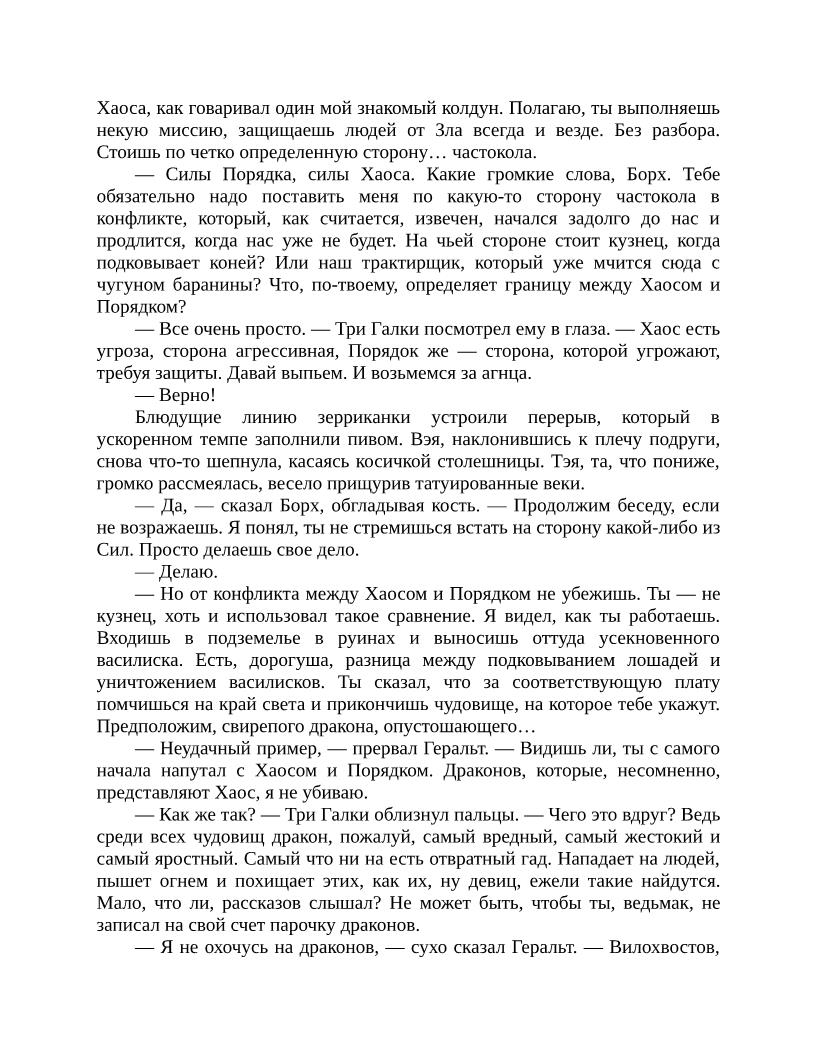 Хаоса, как говаривал один мой знакомый колдун. Полагаю, ты выполняешь
некую миссию, защищаешь людей от Зла всегда и везде. Без разбора.
Стоишь по четко определенную сторону… частокола.
— Силы Порядка, силы Хаоса. Какие громкие слова, Борх. Тебе
обязательно надо поставить меня по какую-то сторону частокола в
конфликте, который, как считается, извечен, начался задолго до нас и
продлится, когда нас уже не будет. На чьей стороне стоит кузнец, когда
подковывает коней? Или наш трактирщик, который уже мчится сюда с
чугуном баранины? Что, по-твоему, определяет границу между Хаосом и
Порядком?
— Все очень просто. — Три Галки посмотрел ему в глаза. — Хаос есть
угроза, сторона агрессивная, Порядок же — сторона, которой угрожают,
требуя защиты. Давай выпьем. И возьмемся за агнца.
— Верно!
Блюдущие линию зерриканки устроили перерыв, который в
ускоренном темпе заполнили пивом. Вэя, наклонившись к плечу подруги,
снова что-то шепнула, касаясь косичкой столешницы. Тэя, та, что пониже,
громко рассмеялась, весело прищурив татуированные веки.
— Да, — сказал Борх, обгладывая кость. — Продолжим беседу, если
не возражаешь. Я понял, ты не стремишься встать на сторону какой-либо из
Сил. Просто делаешь свое дело.
— Делаю.
— Но от конфликта между Хаосом и Порядком не убежишь. Ты — не
кузнец, хоть и использовал такое сравнение. Я видел, как ты работаешь.
Входишь в подземелье в руинах и выносишь оттуда усекновенного
василиска. Есть, дорогуша, разница между подковыванием лошадей и
уничтожением василисков. Ты сказал, что за соответствующую плату
помчишься на край света и прикончишь чудовище, на которое тебе укажут.
Предположим, свирепого дракона, опустошающего…
— Неудачный пример, — прервал Геральт. — Видишь ли, ты с самого
начала напутал с Хаосом и Порядком. Драконов, которые, несомненно,
представляют Хаос, я не убиваю.
— Как же так? — Три Галки облизнул пальцы. — Чего это вдруг? Ведь
среди всех чудовищ дракон, пожалуй, самый вредный, самый жестокий и
самый яростный. Самый что ни на есть отвратный гад. Нападает на людей,
пышет огнем и похищает этих, как их, ну девиц, ежели такие найдутся.
Мало, что ли, рассказов слышал? Не может быть, чтобы ты, ведьмак, не
записал на свой счет парочку драконов.
— Я не охочусь на драконов, — сухо сказал Геральт. — Вилохвостов,